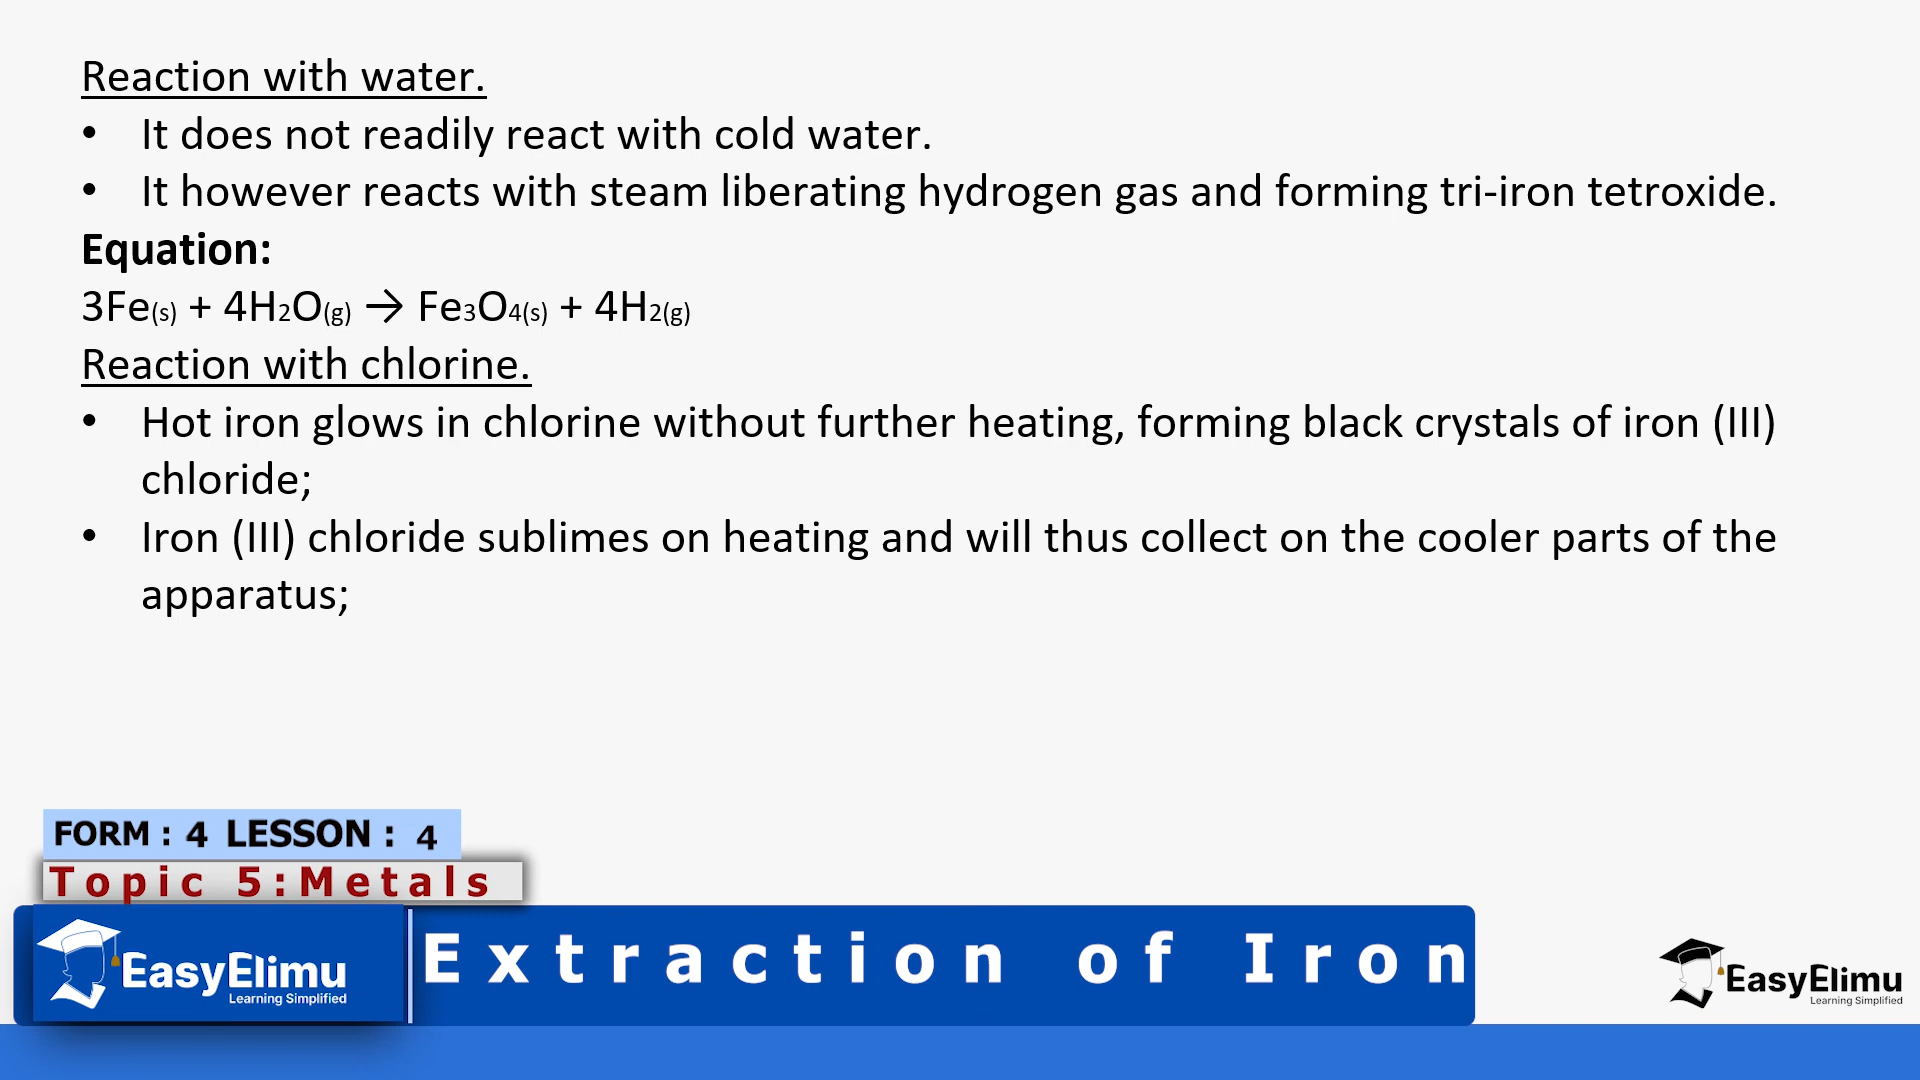 Reaction with water.
• It does not readily react with cold water.
• It however reacts with steam liberating hydrogen gas and forming tri-iron tetroxide.
Equation:
3Fe(s) + 4H2O(g) → Fe3O4(s) + 4H2(g)
Reaction with chlorine.
• Hot iron glows in chlorine without further heating, forming black crystals of iron (III)
chloride;
• Iron (III) chloride sublimes on heating and will thus collect on the cooler parts of the
apparatus;
FORM : 4 LESSON : 4
Topic 5:Metals
EasyElimu
Learning Simplified
Extraction of Iron
EasyElimu
Learning Simplified